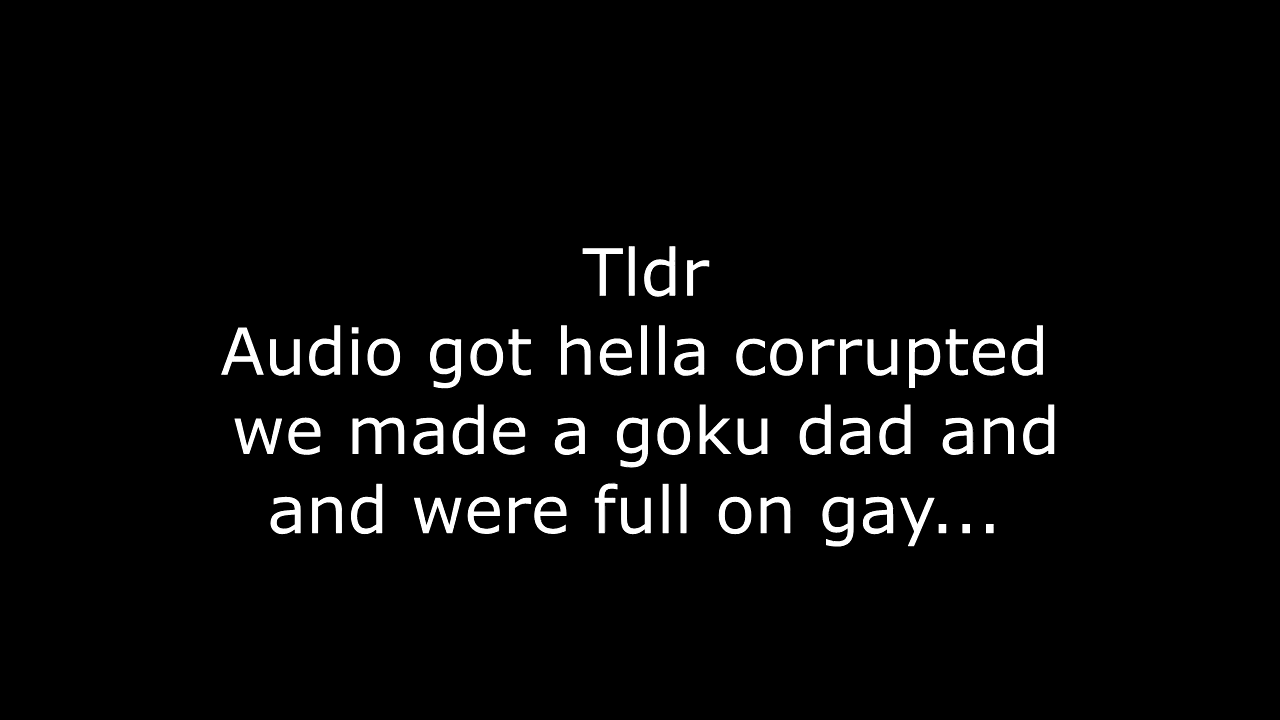 Tldr
Audio got hella corrupted
we made a goku dad and
and were full on gay...